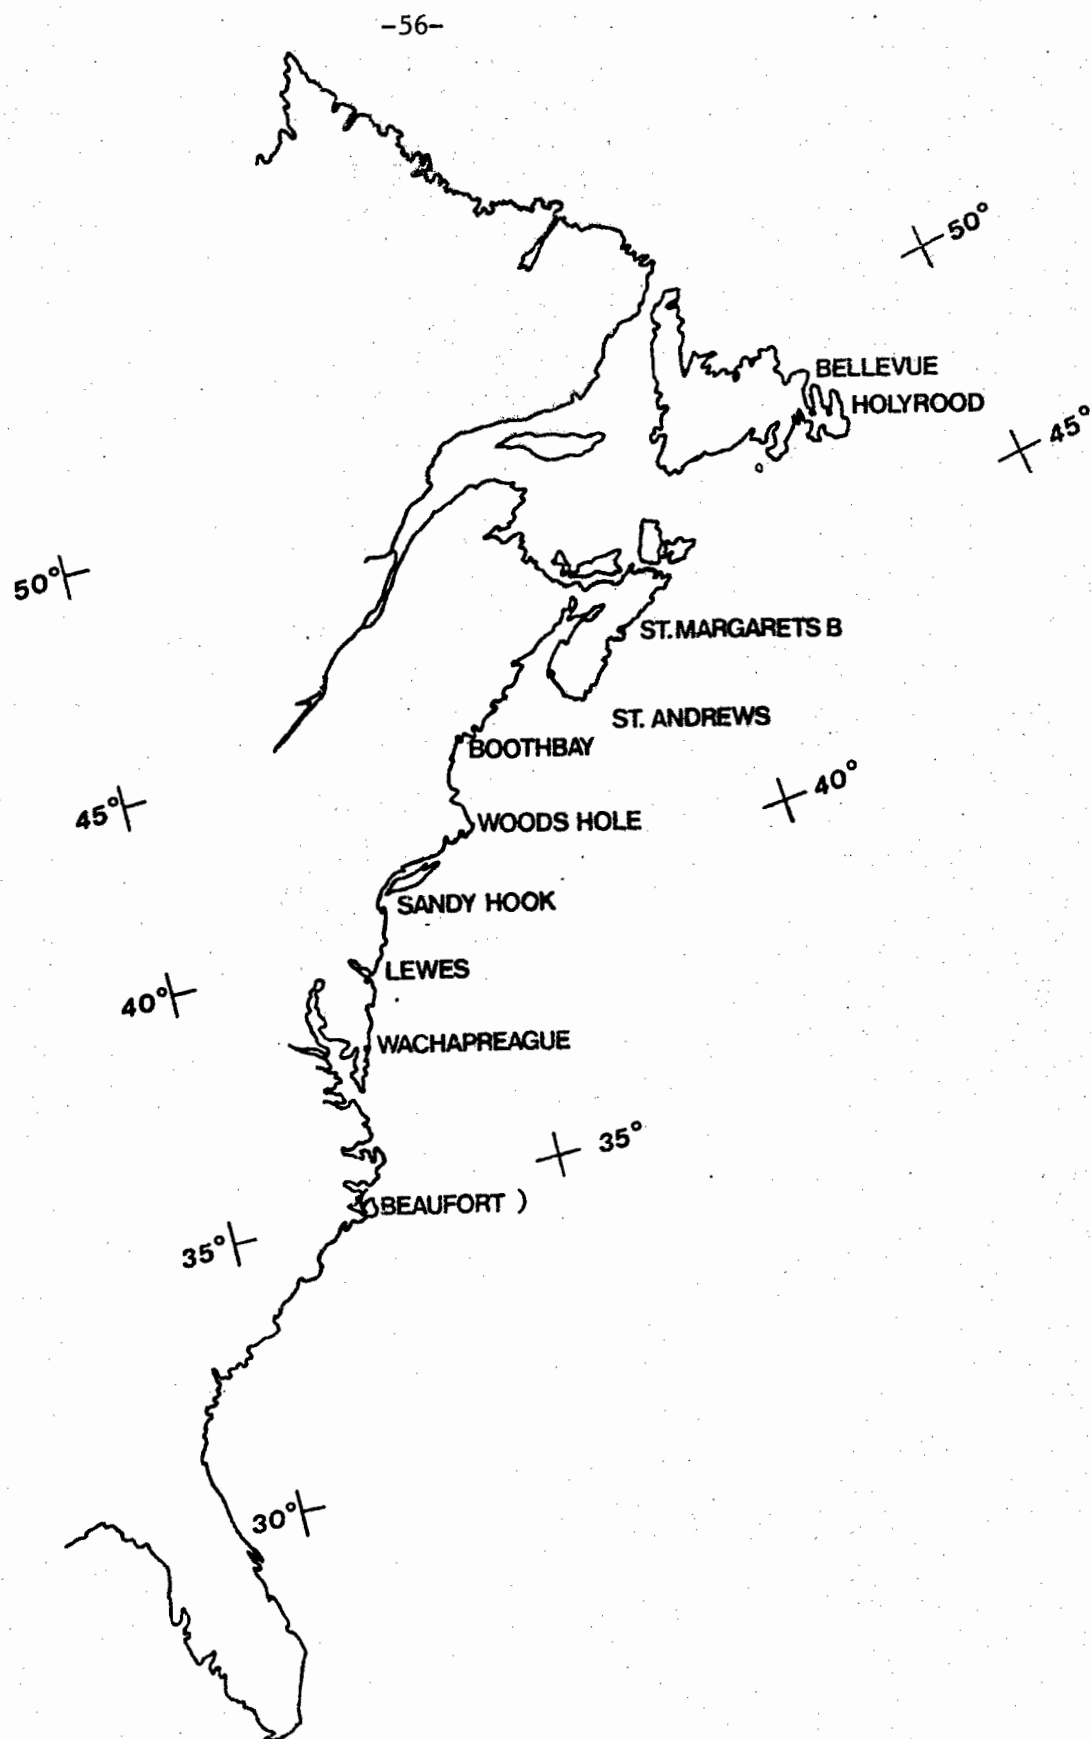 -56-
50°
BELLEVUE
HOLYROOD
45°
50°
ST. MARGARETS B
ST. ANDREWS
BOOTHBAY
40°
45°
WOODS HOLE
SANDY HOOK
LEWES
40°
WACHAPREAGUE
35°
BEAUFORT )
35°
30°